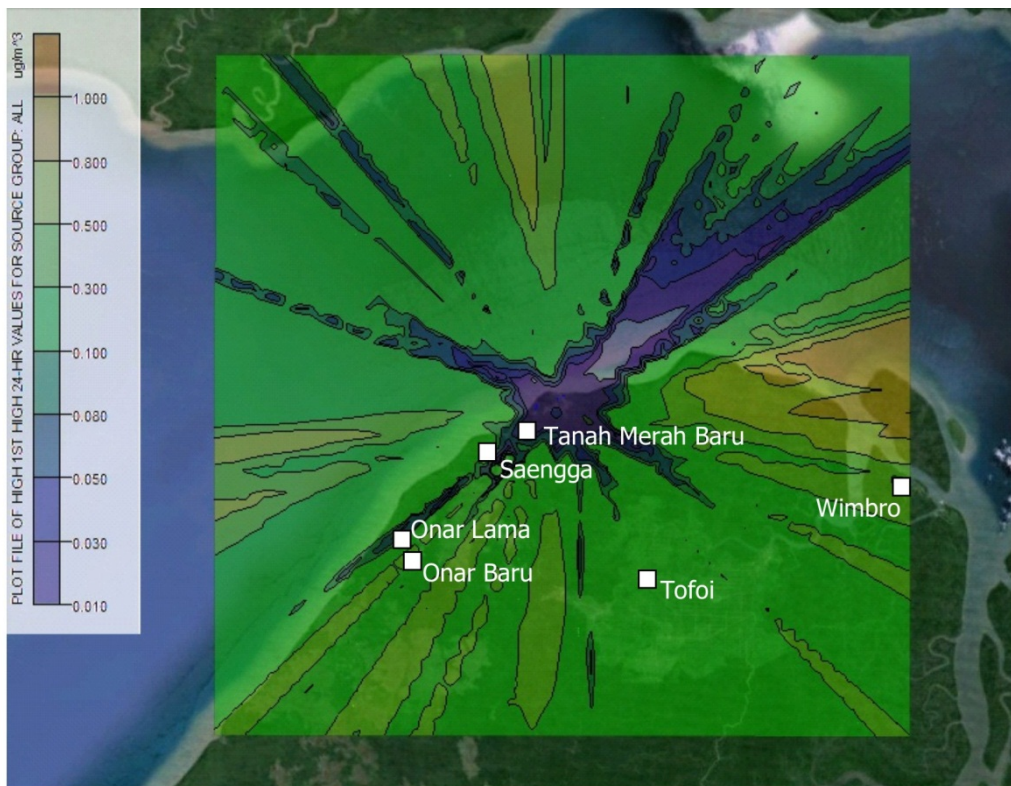 PLOT FILE OF HIGH 1ST HIGH 24-HR VALUES FOR SOURCE GROUP: ALL ug/m^3
1.000
0.800
0.500
0.300
0.100
0.080
0.050
0.030
0.010
Tanah Merah Baru
Saengga
Wimbro
Onar Lama
Onar Baru
Tofoi